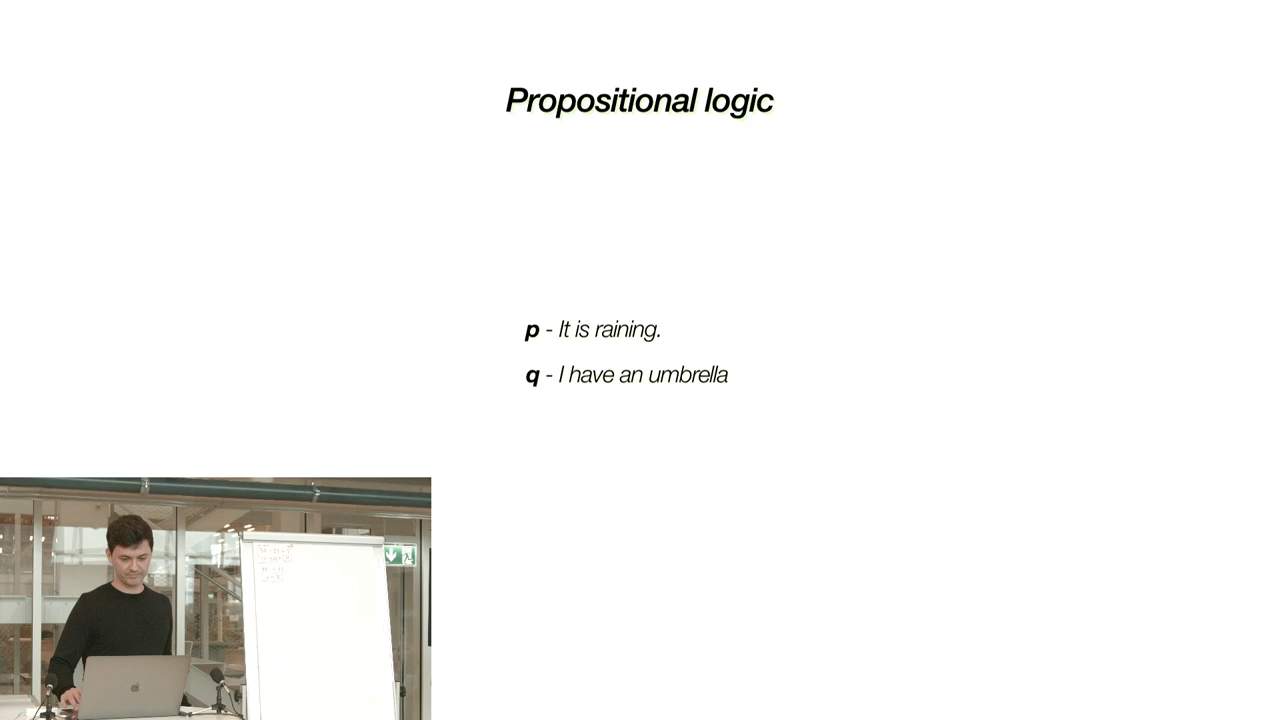 Propositional logic
p - It is raining.
q - I have an umbrella